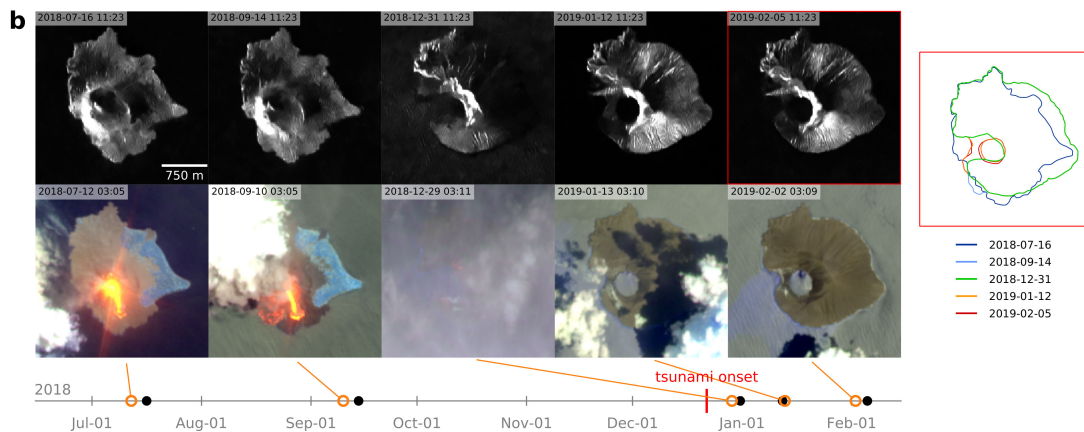 b
2018-07-16 11:23
2018-09-14 11:23
2018-12-31 11:23
2019-01-12 11:23
2019-02-05 11:23
750 m
2018-07-12 03:05
2018-09-10 03:05
2018-12-29 03:11
2019-01-13 03:10
2019-02-02 03:09
2018-07-16
2018-09-14
2018-12-31
2019-01-12
2019-02-05
tsunami onset
2018
Jul-01
Aug-01
Sep-01
Oct-01
Nov-01
Dec-01
Jan-01
Feb-01